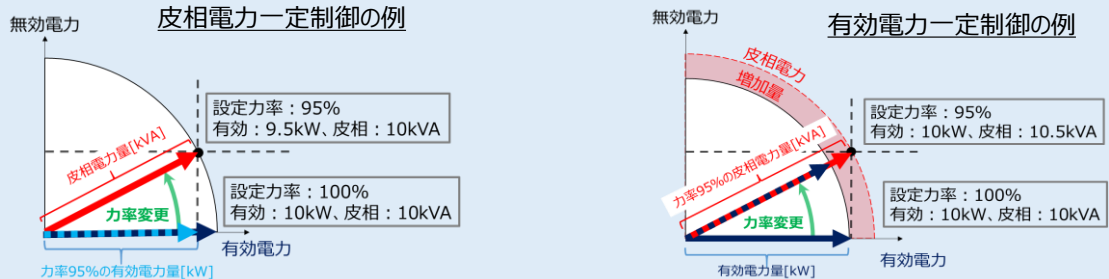 皮相電力一定制御の例
無効電力
設定力率：95%
有効：9.5kW、皮相：10kVA
皮相電力量[kVA]
設定力率：100%
有効：10kW、皮相：10kVA
力率変更
有効電力
力率95%の有効電力量[kW]
有効電力一定制御の例
無効電力
皮相電力
増加量
設定力率：95%
有効：10kW、皮相：10.5kVA
力率95%の皮相電力量[kVA]
設定力率：100%
有効：10kW、皮相：10kVA
力率変更
有効電力
有効電力量[kW]